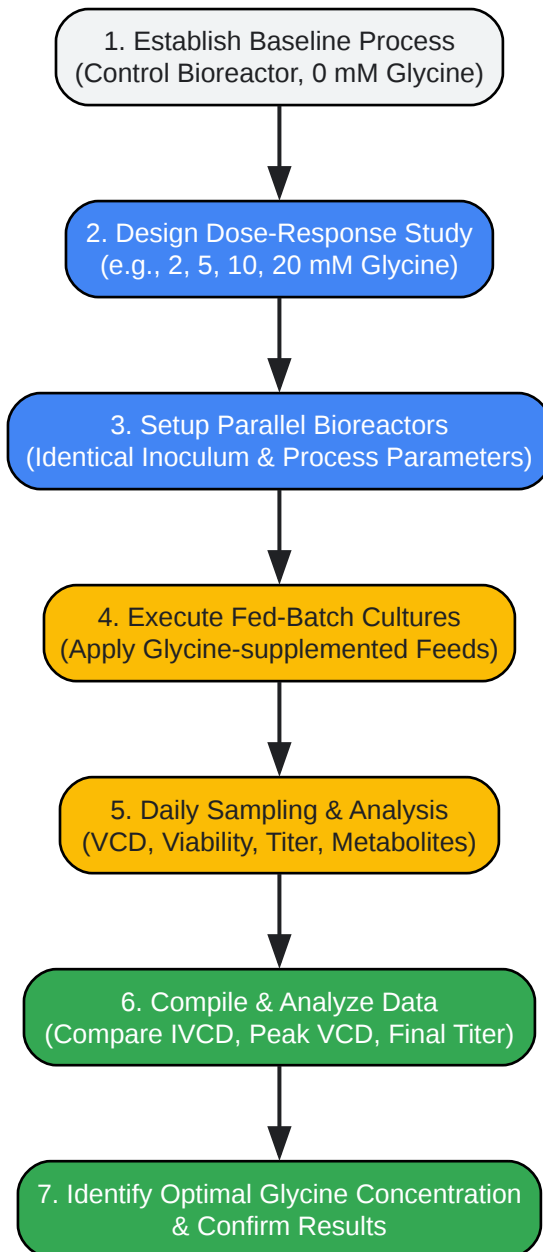 1. Establish Baseline Process
(Control Bioreactor, 0 mM Glycine)
2. Design Dose-Response Study
(e.g., 2, 5, 10, 20 mM Glycine)
3. Setup Parallel Bioreactors
(Identical Inoculum & Process Parameters)
4. Execute Fed-Batch Cultures
(Apply Glycine-supplemented Feeds)
5. Daily Sampling & Analysis
(VCD, Viability, Titer, Metabolites)
6. Compile & Analyze Data
(Compare IVCD, Peak VCD, Final Titer)
7. Identify Optimal Glycine Concentration
& Confirm Results